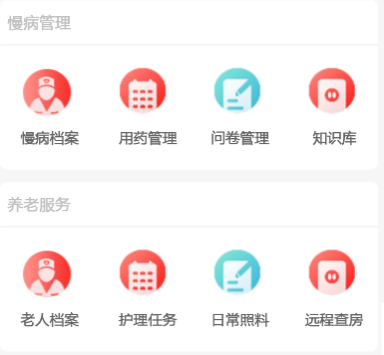 慢病管理
慢病档案 用药管理 问卷管理 知识库
养老服务
老人档案 护理任务 日常照料 远程查房